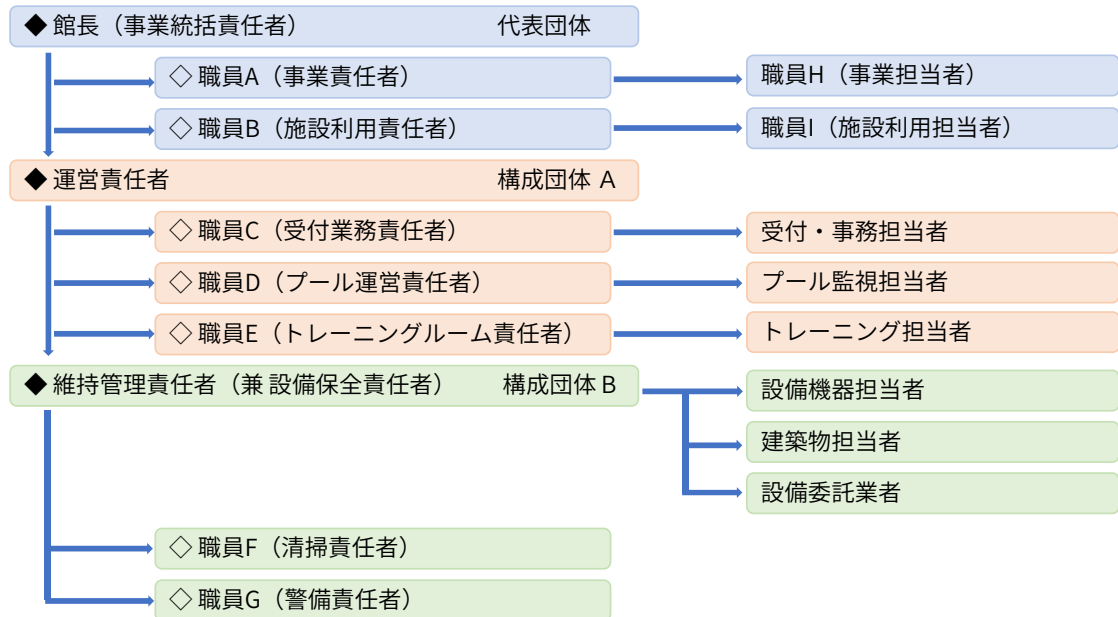 ◆ 館長（事業統括責任者） 代表団体
◇ 職員A（事業責任者）
職員H（事業担当者）
◇ 職員B（施設利用責任者）
職員I（施設利用担当者）
◆ 運営責任者 構成団体 A
◇ 職員C（受付業務責任者）
受付・事務担当者
◇ 職員D（プール運営責任者）
プール監視担当者
◇ 職員E（トレーニングルーム責任者）
トレーニング担当者
◆ 維持管理責任者（兼 設備保全責任者） 構成団体 B
設備機器担当者
建築物担当者
設備委託業者
◇ 職員F（清掃責任者）
◇ 職員G（警備責任者）